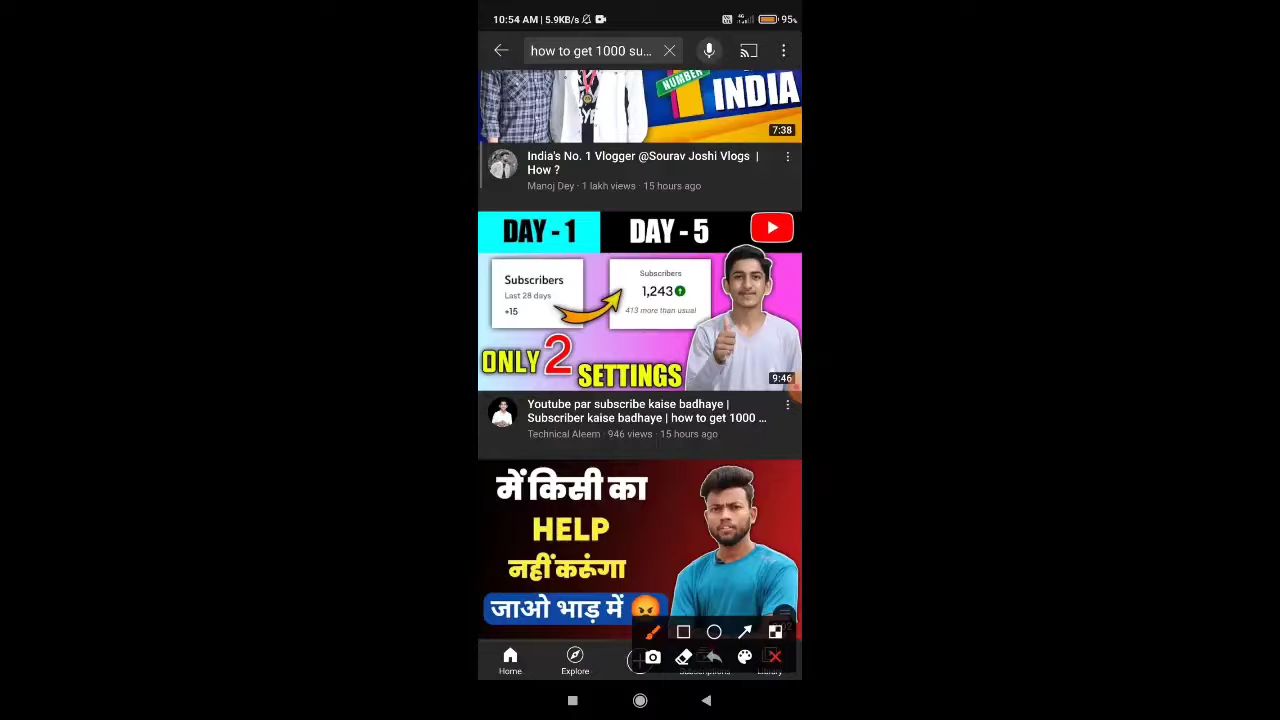 10:54 AM | 5.9KB/s
4G
95%
how to get 1000 su...
NUMBER
1 INDIA
7:38
India's No. 1 Vlogger @Sourav Joshi Vlogs |
How ?
Manoj Dey · 1 lakh views · 15 hours ago
DAY - 1
DAY - 5
Subscribers
Last 28 days
+15
Subscribers
1,243
413 more than usual
ONLY 2 SETTINGS
9:46
Youtube par subscribe kaise badhaye |
Subscriber kaise badhaye | how to get 1000 ...
Technical Aleem · 946 views · 15 hours ago
में किसी का
HELP
नहीं करूंगा
जाओ भाड़ में
Home
Explore
Subscriptions
Library